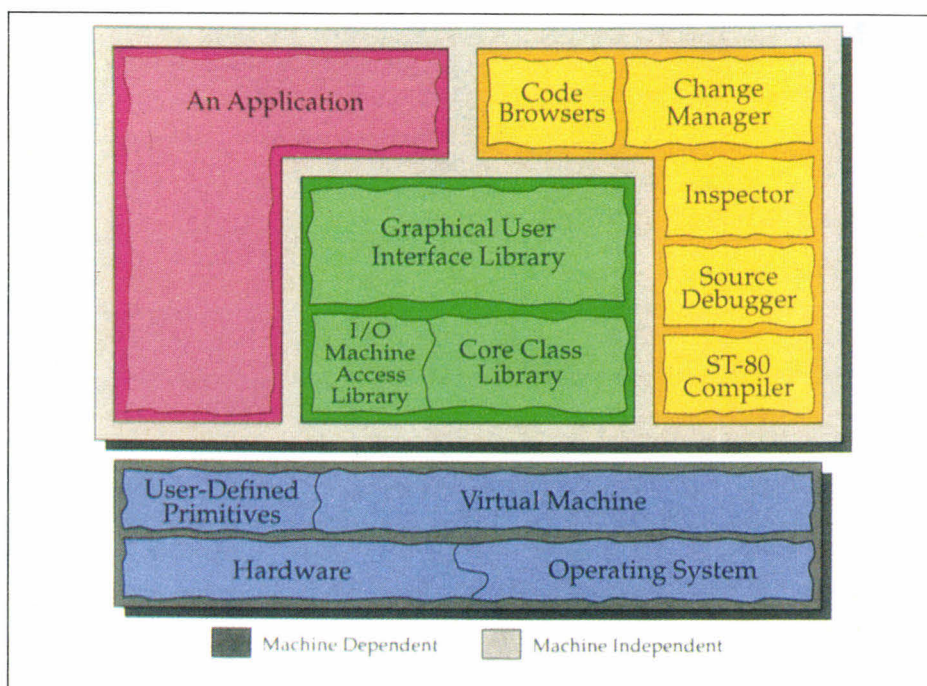 An Application
Code
Browsers
Change
Manager
Inspector
Graphical User
Interface Library
Source
Debugger
I/O
Machine
Access
Library
Core Class
Library
ST-80
Compiler
User-Defined
Primitives
Virtual Machine
Hardware
Operating System
Machine Dependent
Machine Independent